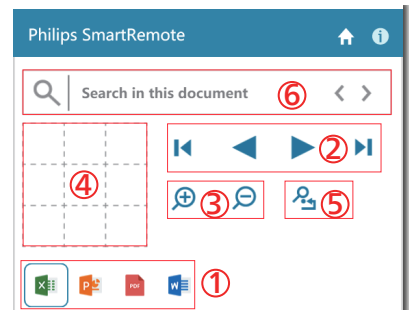 Philips SmartRemote
Search in this document
⑥
②
④
③
⑤
X
P
PDF
W
①